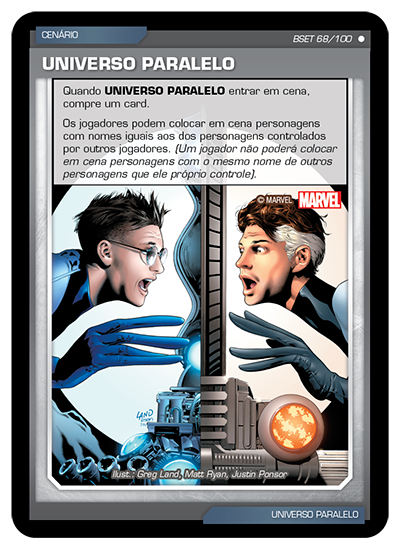 CENÁRIO
BSET 68/100 ●
UNIVERSO PARALELO
Quando UNIVERSO PARALELO entrar em cena,
compre um card.
Os jogadores podem colocar em cena personagens
com nomes iguais aos dos personagens controlados
por outros jogadores. (Um jogador não poderá colocar
em cena personagens com o mesmo nome de outros
personagens que ele próprio controle).
© MARVEL MARVEL
LAND
Ilust.: Greg Land, Matt Ryan, Justin Ponsor
UNIVERSO PARALELO